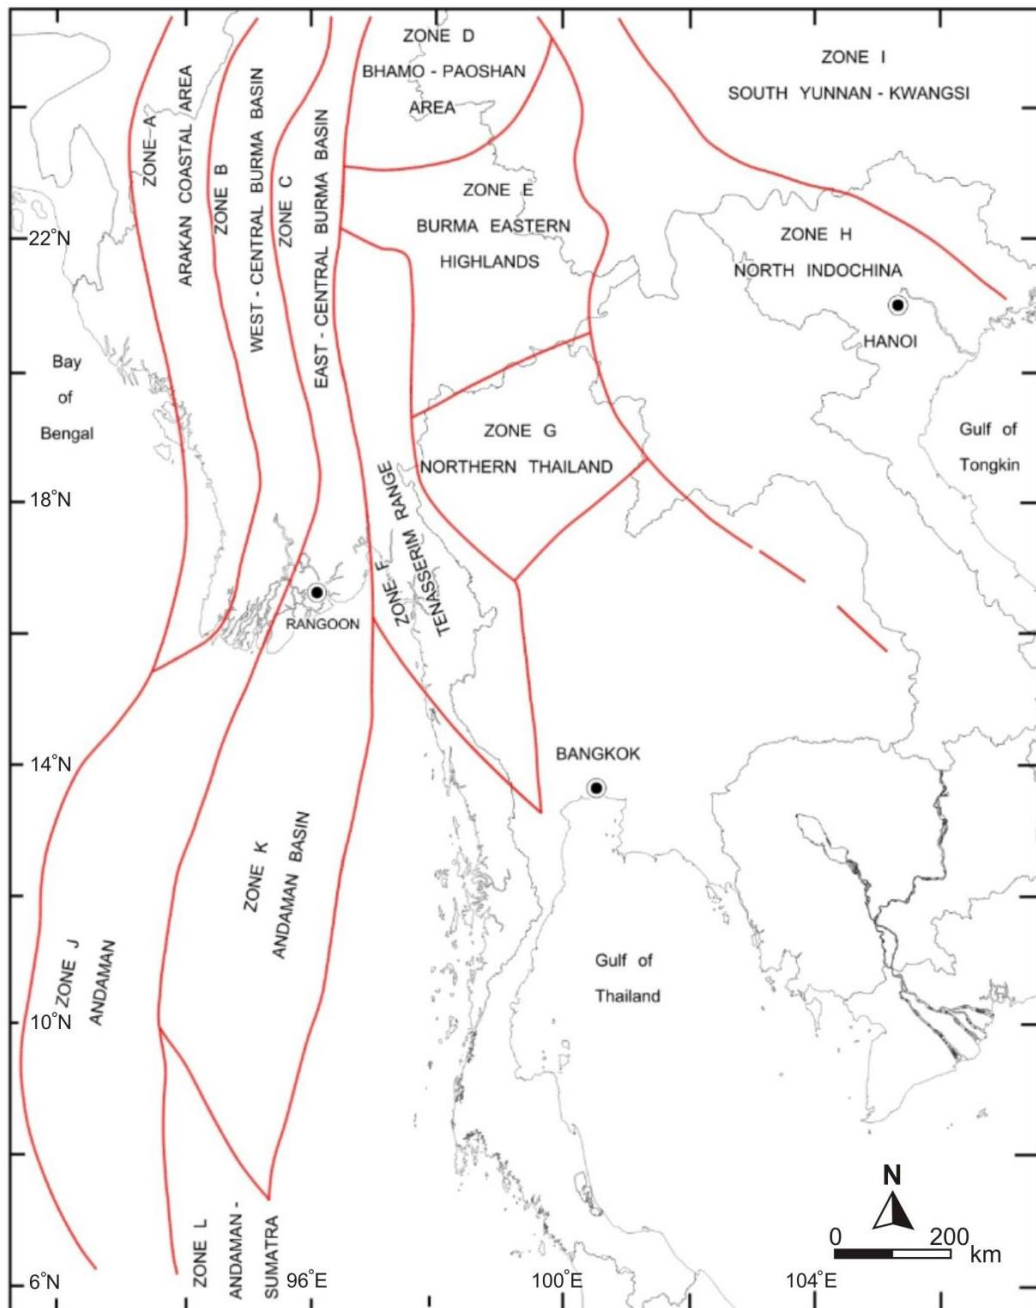 ZONE D
BHAMO - PAOSHAN
AREA
ZONE I
SOUTH YUNNAN - KWANGSI
ZONE A
ARAKAN COASTAL AREA
ZONE B
WEST - CENTRAL BURMA BASIN
ZONE C
EAST - CENTRAL BURMA BASIN
ZONE E
BURMA EASTERN
HIGHLANDS
ZONE H
NORTH INDOCHINA
HANOI
22°N
Bay
of
Bengal
ZONE G
NORTHERN THAILAND
Gulf of
Tongkin
18°N
ZONE F
TENASSERIM RANGE
RANGOON
14°N
BANGKOK
ZONE K
ANDAMAN BASIN
ZONE J
ANDAMAN
Gulf of
Thailand
10°N
ZONE L
ANDAMAN -
SUMATRA
N
0 200
km
6°N
96°E
100°E
104°E